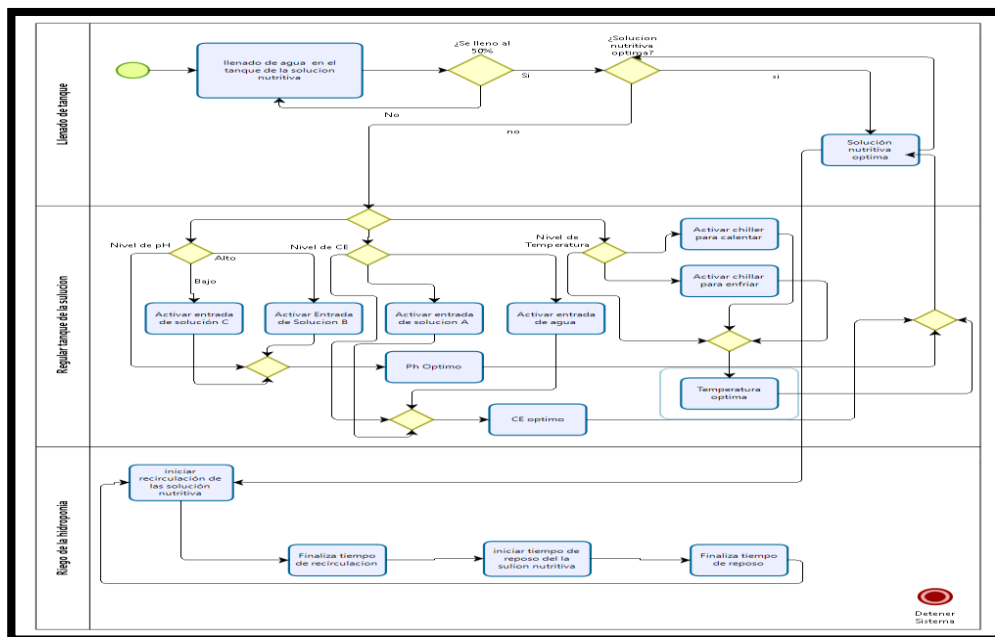 Llenado de tanque
llenado de agua en el
tanque de la solucion
nutritiva
¿Se lleno al
50%
Si
No
¿Solucion
nutritiva
optima?
si
no
Solución
nutritiva
optima
Regular tanque de la sulucion
Nivel de pH
Alto
Bajo
Nivel de CE
Nivel de
Temperatura
Activar chiller
para calentar
Activar chillar
para enfriar
Activar entrada
de solución C
Activar Entrada
de Solucion B
Activar entrada
de solucion A
Activar entrada
de agua
Ph Optimo
Temperatura
optima
CE optimo
Riego de la hidroponia
iniciar
recirculación de
las solución
nutritiva
Finaliza tiempo
de recirculacion
iniciar tiempo de
reposo del la
sulion nutritiva
Finaliza tiempo
de reposo
Detener
Sistema